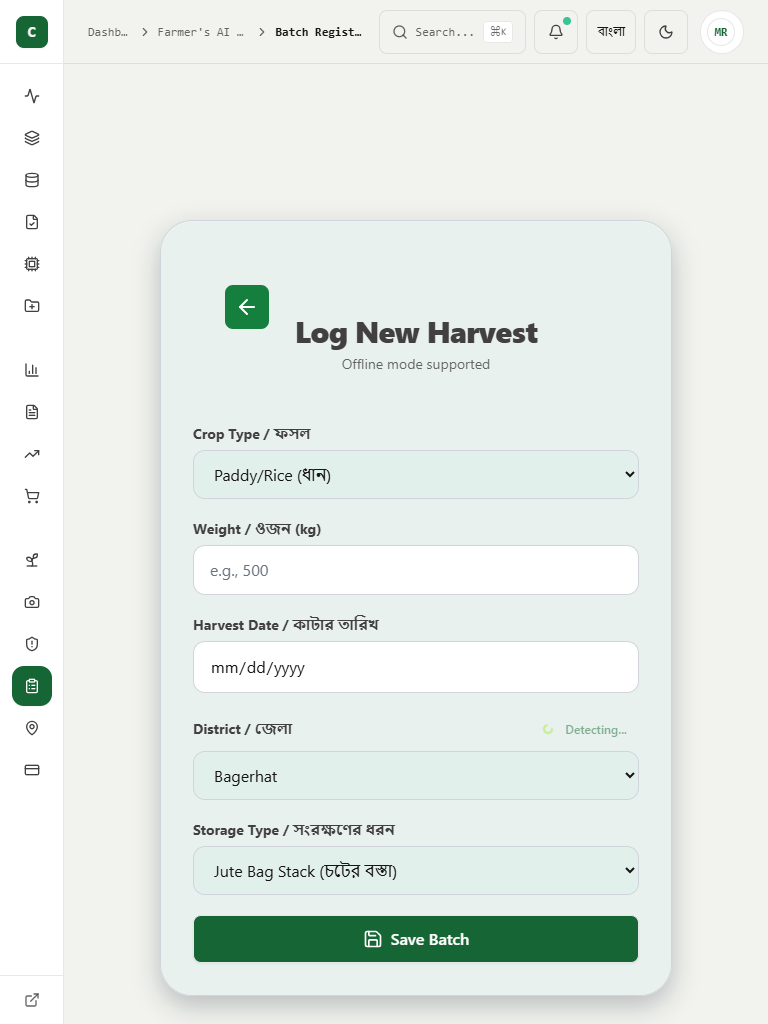 C
Dashb…
Farmer's AI …
Batch Regist…
Search...
⌘K
বাংলা
MR
Log New Harvest
Offline mode supported
Crop Type / ফসল
Paddy/Rice (ধান)
Weight / ওজন (kg)
e.g., 500
Harvest Date / কাটার তারিখ
mm/dd/yyyy
District / জেলা
Detecting...
Bagerhat
Storage Type / সংরক্ষণের ধরন
Jute Bag Stack (চটের বস্তা)
Save Batch